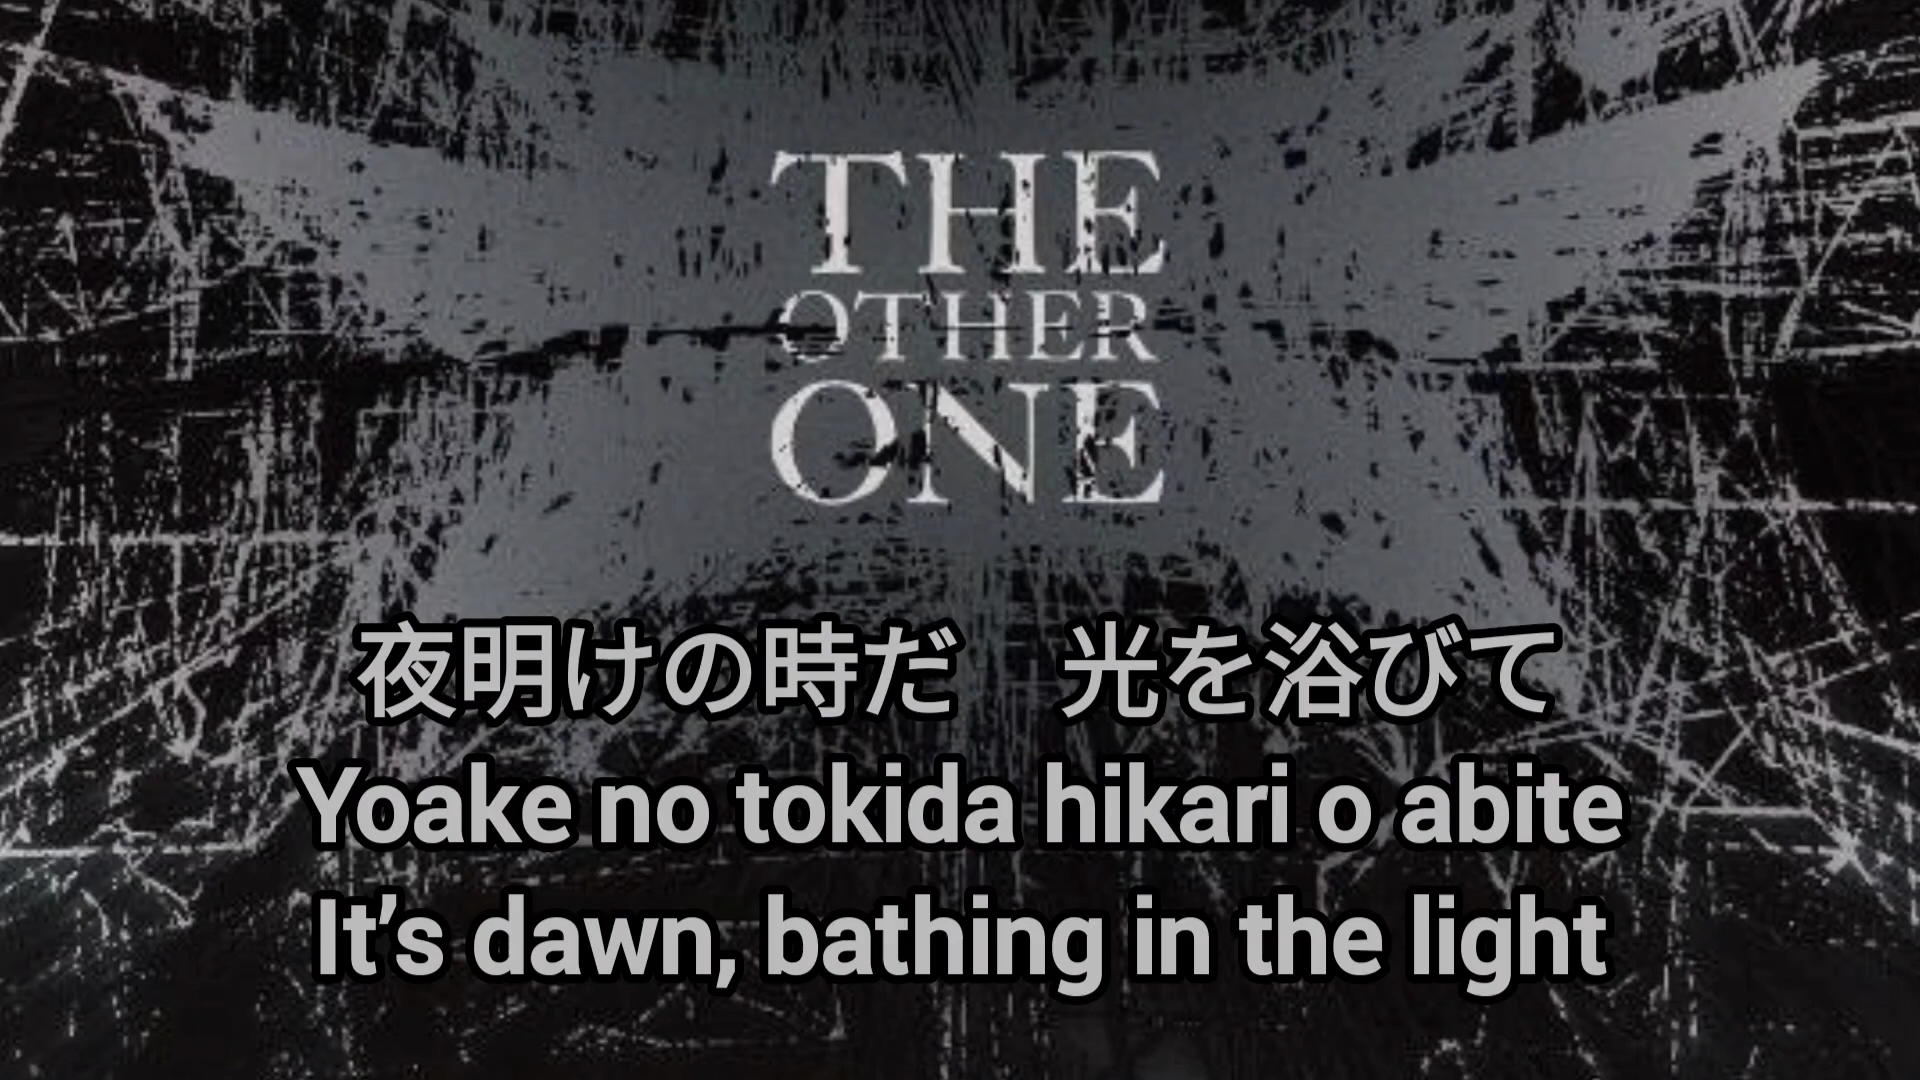 THE
OTHER
ONE
夜明けの時だ　光を浴びて
Yoake no tokida hikari o abite
It’s dawn, bathing in the light